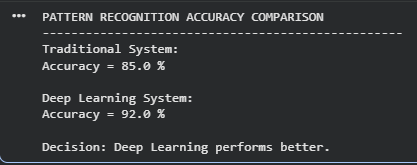 PATTERN RECOGNITION ACCURACY COMPARISON
--------------------------------------------------
Traditional System:
Accuracy = 85.0 %
Deep Learning System:
Accuracy = 92.0 %
Decision: Deep Learning performs better.